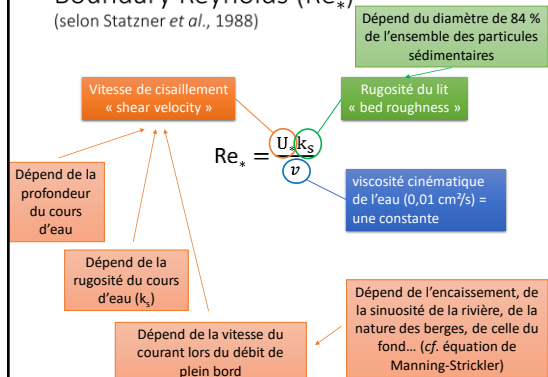 Boundary Reynolds (Re*)
(selon Statzner et al., 1988)
Dépend du diamètre de 84 %
de l'ensemble des particules
sédimentaires
Vitesse de cisaillement
« shear velocity »
Rugosité du lit
« bed roughness »
Re* = U*ks / ν
Dépend de la
profondeur
du cours
d'eau
viscosité cinématique
de l'eau (0,01 cm²/s) =
une constante
Dépend de la
rugosité du cours
d'eau (ks)
Dépend de la vitesse du
courant lors du débit de
plein bord
Dépend de l'encaissement, de
la sinuosité de la rivière, de
la nature des berges, de celle du
fond... (cf. équation de
Manning-Strickler)